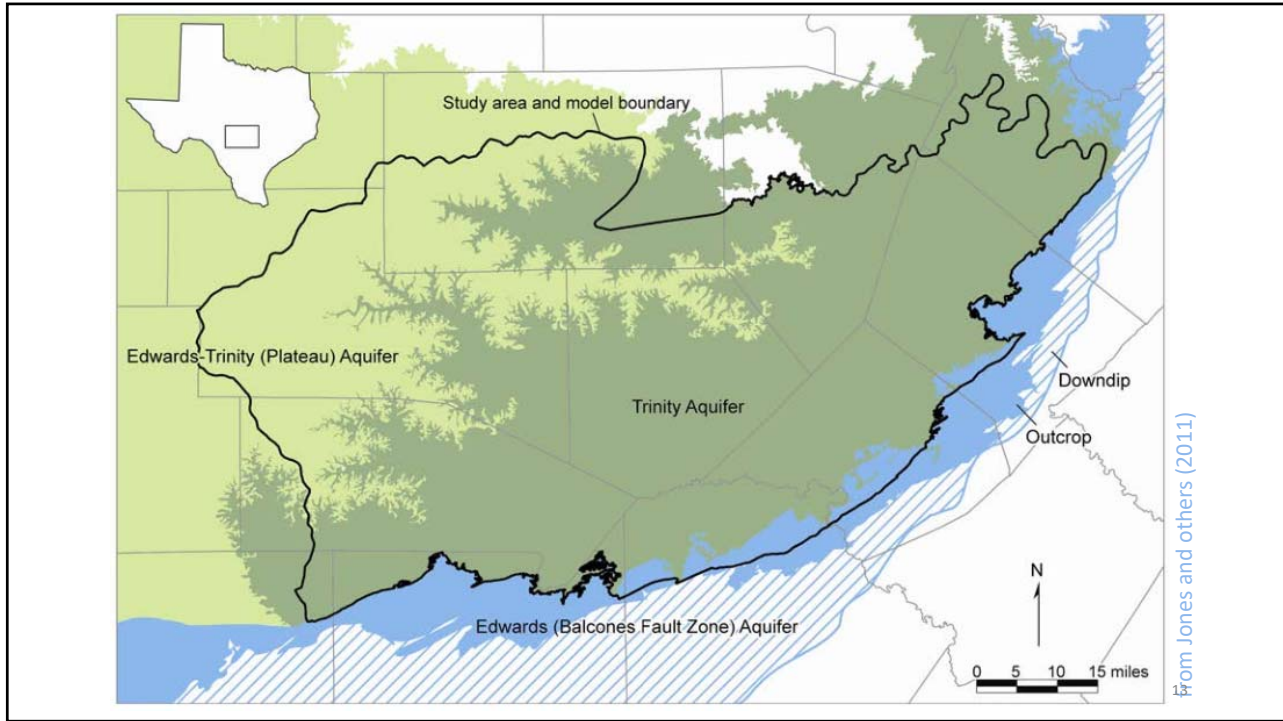 Study area and model boundary
Edwards-Trinity (Plateau) Aquifer
Trinity Aquifer
Downdip
Outcrop
Edwards (Balcones Fault Zone) Aquifer
N
0 5 10 15 miles
from Jones and others (2011)
13